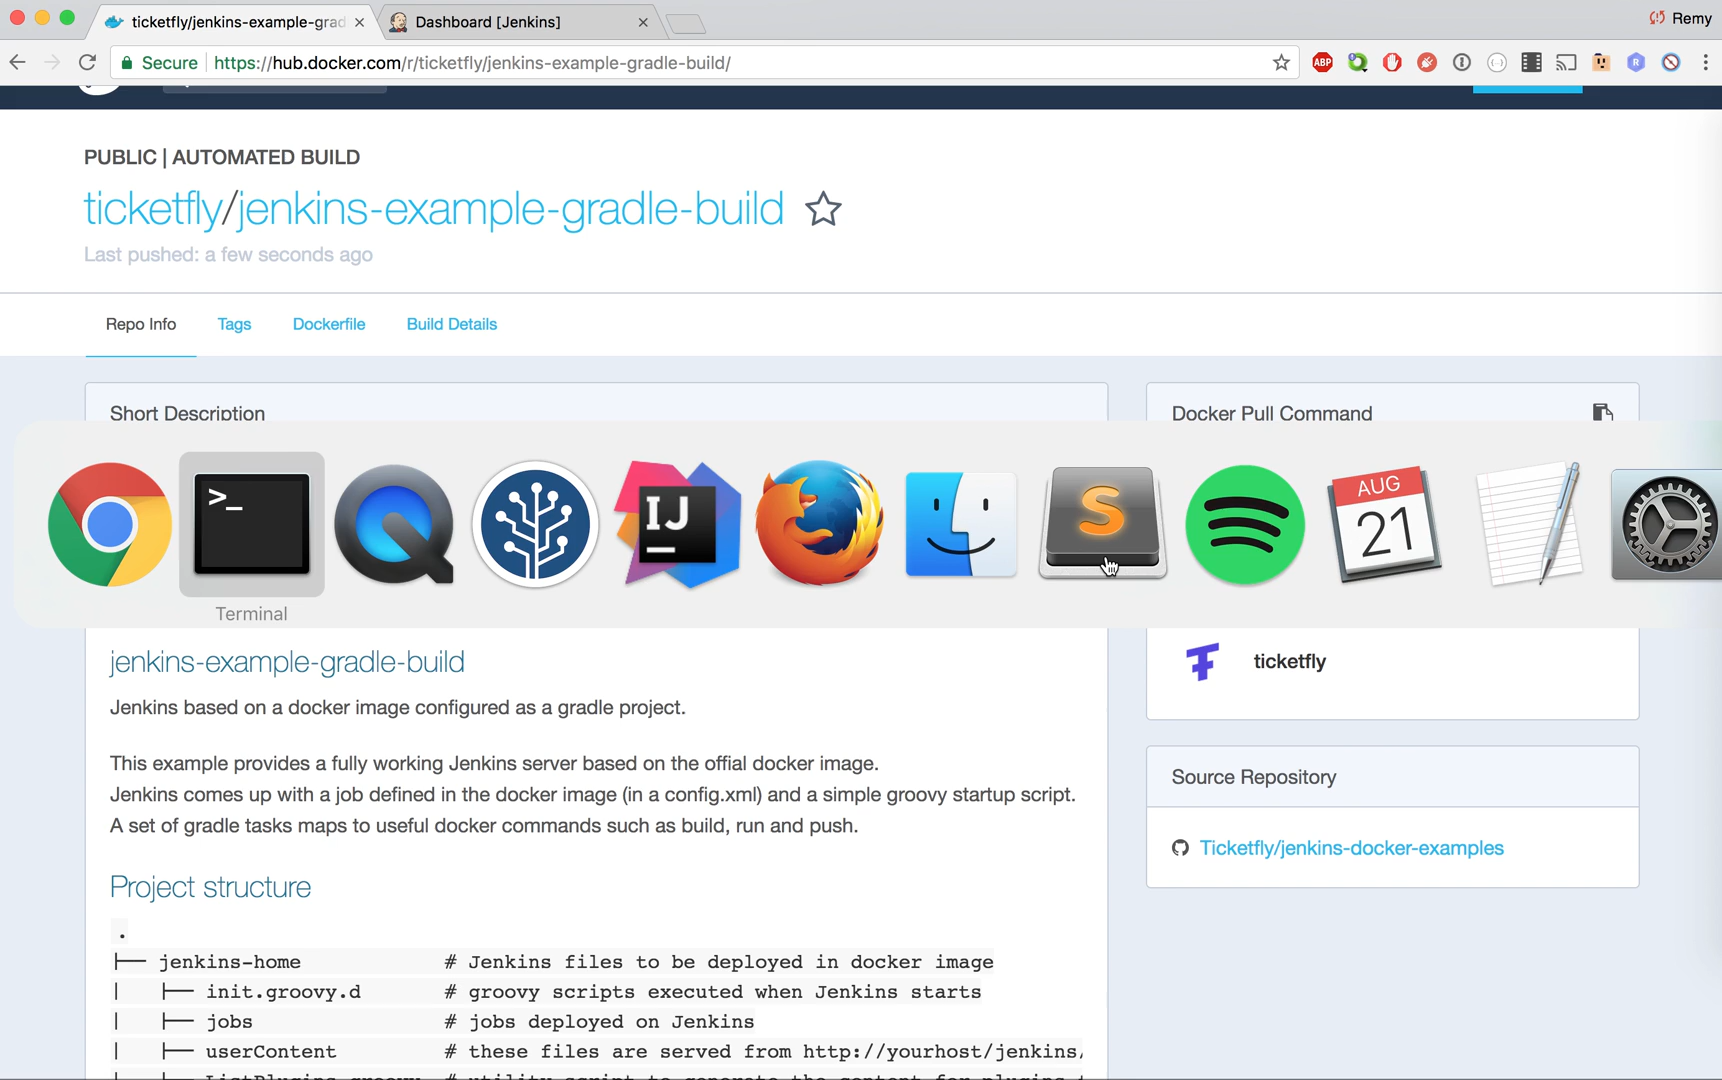 ticketfly/jenkins-example-grad
Dashboard [Jenkins]
Remy
Secure
https://hub.docker.com/r/ticketfly/jenkins-example-gradle-build/
ABP
R
PUBLIC | AUTOMATED BUILD
ticketfly/jenkins-example-gradle-build
Last pushed: a few seconds ago
Repo Info
Tags
Dockerfile
Build Details
Short Description
Docker Pull Command
>_
IJ
S
AUG
21
Terminal
jenkins-example-gradle-build
ticketfly
Jenkins based on a docker image configured as a gradle project.
This example provides a fully working Jenkins server based on the offial docker image.
Jenkins comes up with a job defined in the docker image (in a config.xml) and a simple groovy startup script.
A set of gradle tasks maps to useful docker commands such as build, run and push.
Source Repository
Ticketfly/jenkins-docker-examples
Project structure
.
├── jenkins-home # Jenkins files to be deployed in docker image
| ├── init.groovy.d # groovy scripts executed when Jenkins starts
| ├── jobs # jobs deployed on Jenkins
| ├── userContent # these files are served from http://yourhost/jenkins/